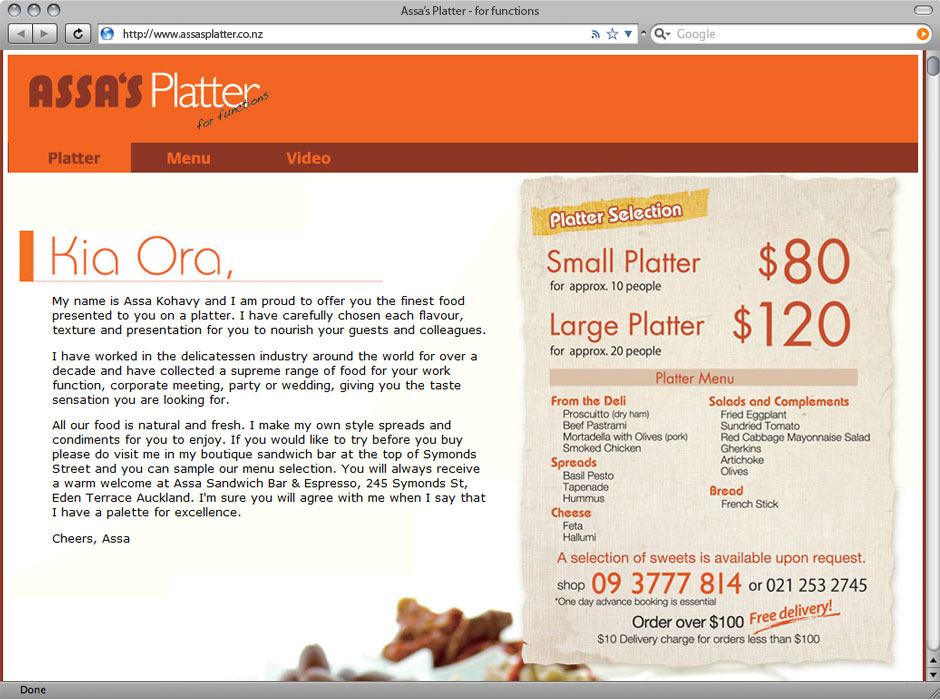 Assa's Platter - for functions
http://www.assasplatter.co.nz
Google
ASSA'S Platter
for functions
Platter Menu Video
Kia Ora,
My name is Assa Kohavy and I am proud to offer you the finest food
presented to you on a platter. I have carefully chosen each flavour,
texture and presentation for you to nourish your guests and colleagues.
I have worked in the delicatessen industry around the world for over a
decade and have collected a supreme range of food for your work
function, corporate meeting, party or wedding, giving you the taste
sensation you are looking for.
All our food is natural and fresh. I make my own style spreads and
condiments for you to enjoy. If you would like to try before you buy
please do visit me in my boutique sandwich bar at the top of Symonds
Street and you can sample our menu selection. You will always receive
a warm welcome at Assa Sandwich Bar & Espresso, 245 Symonds St,
Eden Terrace Auckland. I'm sure you will agree with me when I say that
I have a palette for excellence.
Cheers, Assa
Platter Selection
Small Platter $80
for approx. 10 people
Large Platter $120
for approx. 20 people
Platter Menu
From the Deli
Proscuitto (dry ham)
Beef Pastrami
Mortadella with Olives (pork)
Smoked Chicken
Spreads
Basil Pesto
Tapenade
Hummus
Cheese
Feta
Hallumi
Salads and Complements
Fried Eggplant
Sundried Tomato
Red Cabbage Mayonnaise Salad
Gherkins
Artichoke
Olives
Bread
French Stick
A selection of sweets is available upon request.
shop 09 3777 814 or 021 253 2745
*One day advance booking is essential
Order over $100 Free delivery!
$10 Delivery charge for orders less than $100
Done